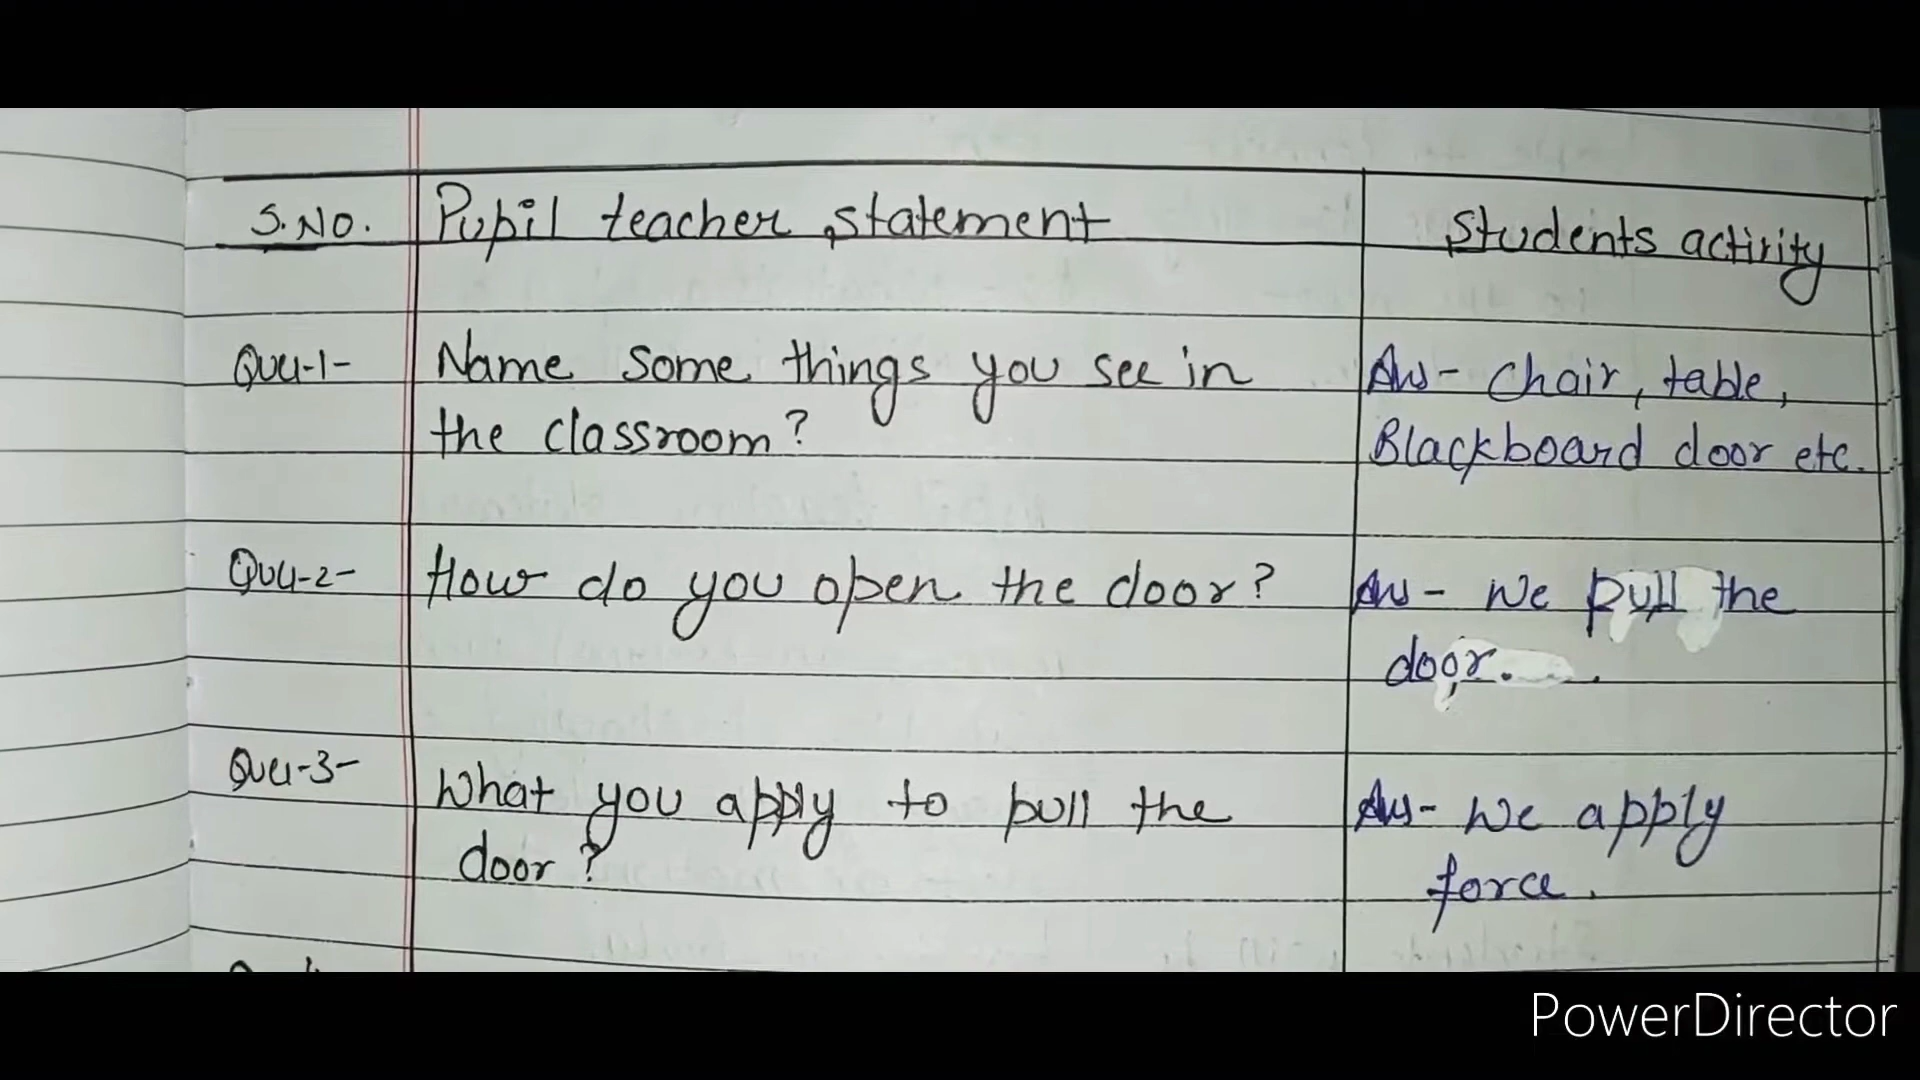 S.No. Pupil teacher statement Students activity
Que-1- Name some things you see in Ans- Chair, table,
the classroom? Blackboard door etc.
Que-2- How do you open the door? Ans- We pull the
door.
Que-3- What you apply to pull the Ans- We apply
door? force.
PowerDirector